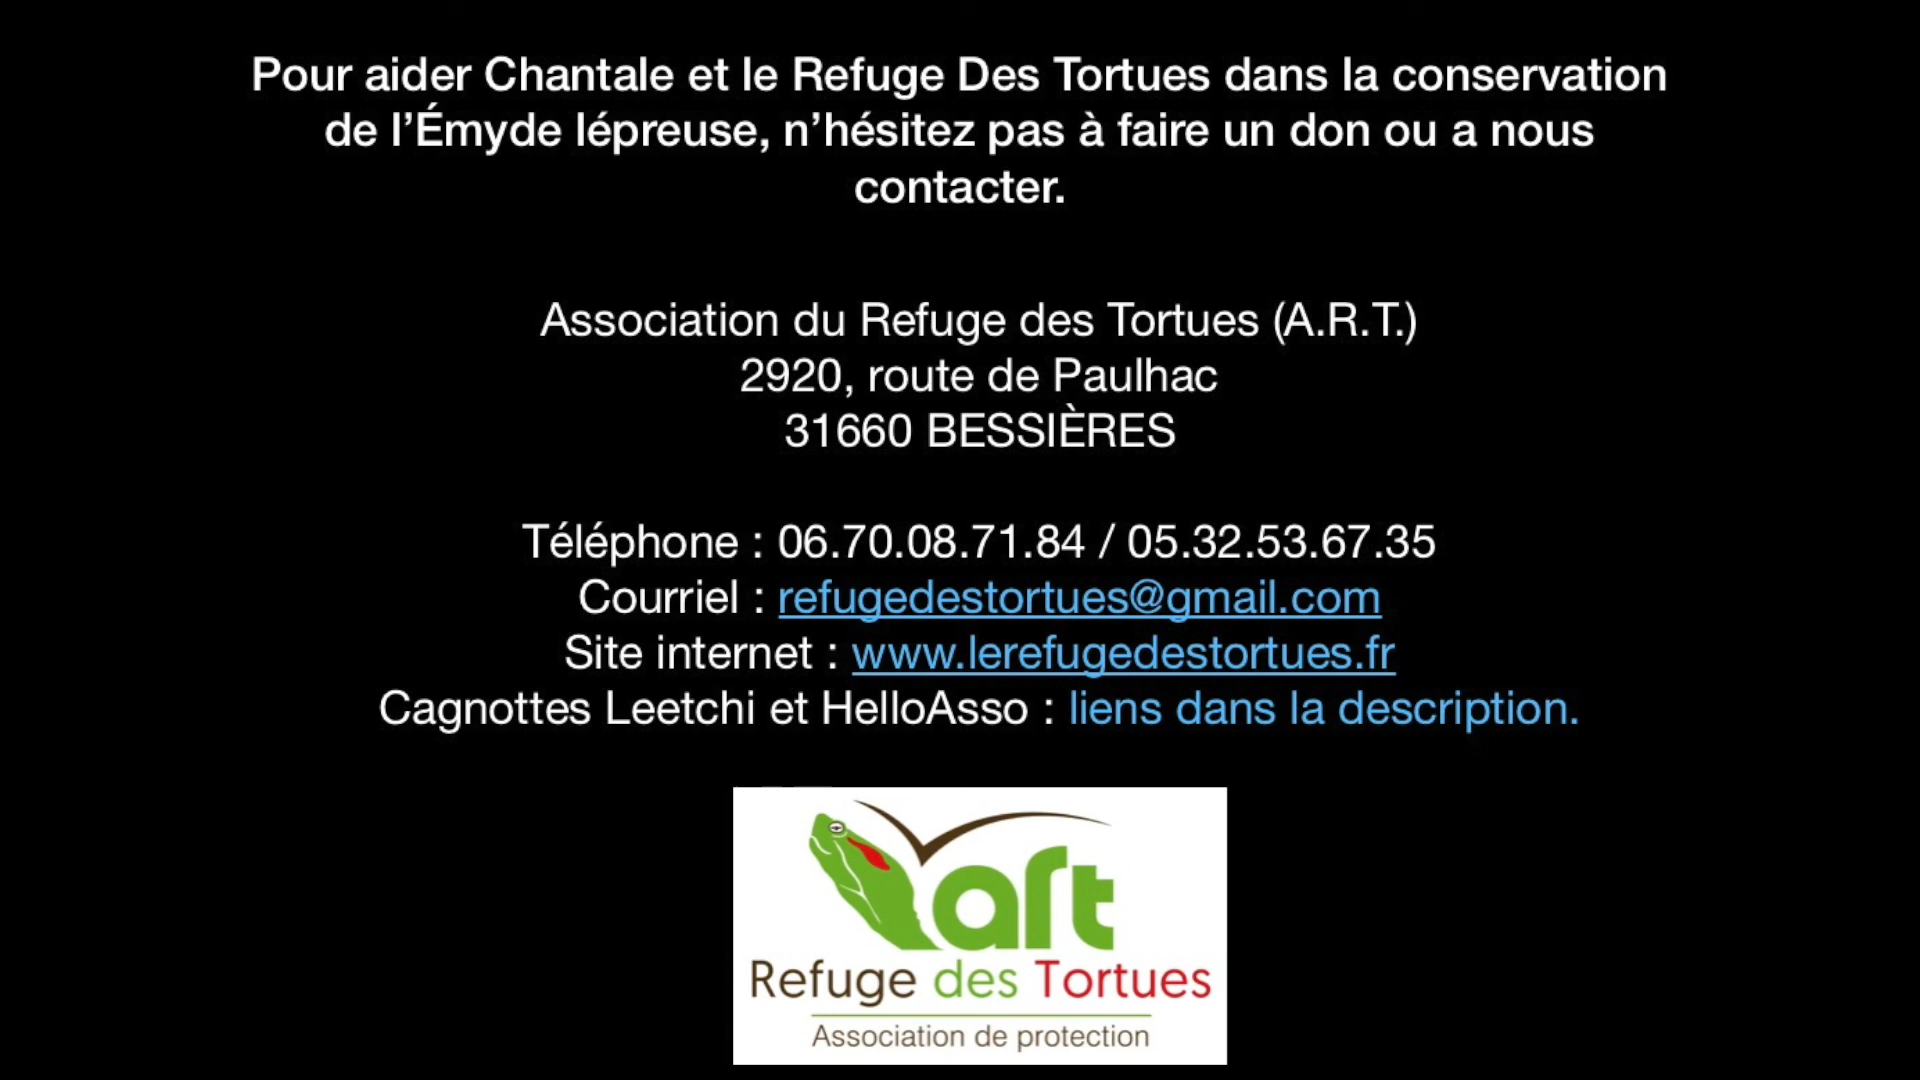 Pour aider Chantale et le Refuge Des Tortues dans la conservation
de l’Émyde lépreuse, n’hésitez pas à faire un don ou a nous
contacter.
Association du Refuge des Tortues (A.R.T.)
2920, route de Paulhac
31660 BESSIÈRES
Téléphone : 06.70.08.71.84 / 05.32.53.67.35
Courriel : refugedestortues@gmail.com
Site internet : www.lerefugedestortues.fr
Cagnottes Leetchi et HelloAsso : liens dans la description.
art
Refuge des Tortues
Association de protection